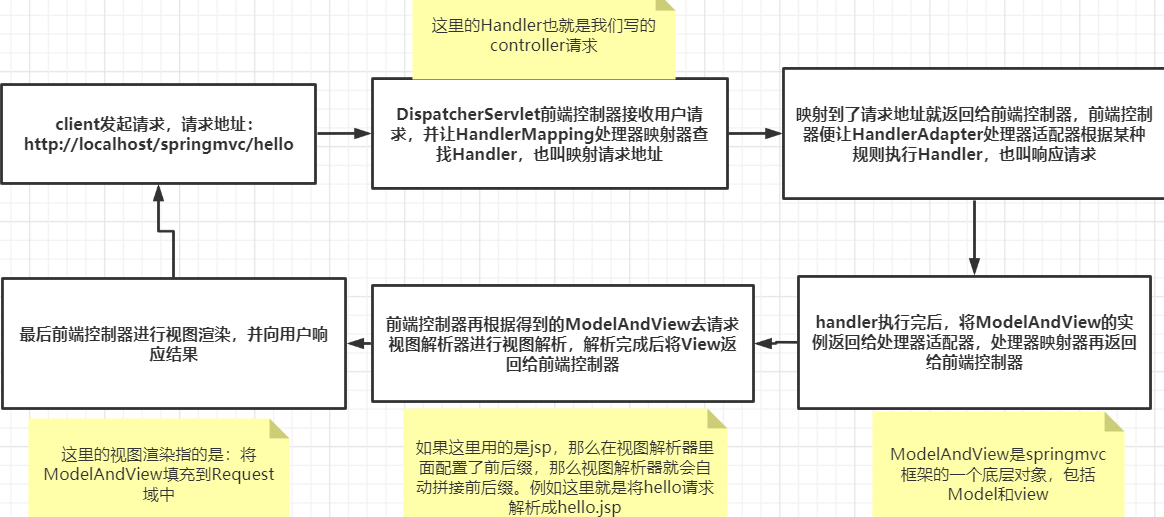 这里的Handler也就是我们写的
controller请求
client发起请求，请求地址：
http://localhost/springmvc/hello
DispatcherServlet前端控制器接收用户请
求，并让HandlerMapping处理器映射器查
找Handler，也叫映射请求地址
映射到了请求地址就返回给前端控制器，前端控制
器便让HandlerAdapter处理器适配器根据某种
规则执行Handler，也叫响应请求
handler执行完后，将ModelAndView的实
例返回给处理器适配器，处理器映射器再返回
给前端控制器
ModelAndView是springmvc
框架的一个底层对象，包括
Model和view
前端控制器再根据得到的ModelAndView去请求
视图解析器进行视图解析，解析完成后将View返
回给前端控制器
如果这里用的是jsp，那么在视图解析器里
面配置了前后缀，那么视图解析器就会自
动拼接前后缀。例如这里就是将hello请求
解析成hello.jsp
最后前端控制器进行视图渲染，并向用户响
应结果
这里的视图渲染指的是：将
ModelAndView填充到Request
域中